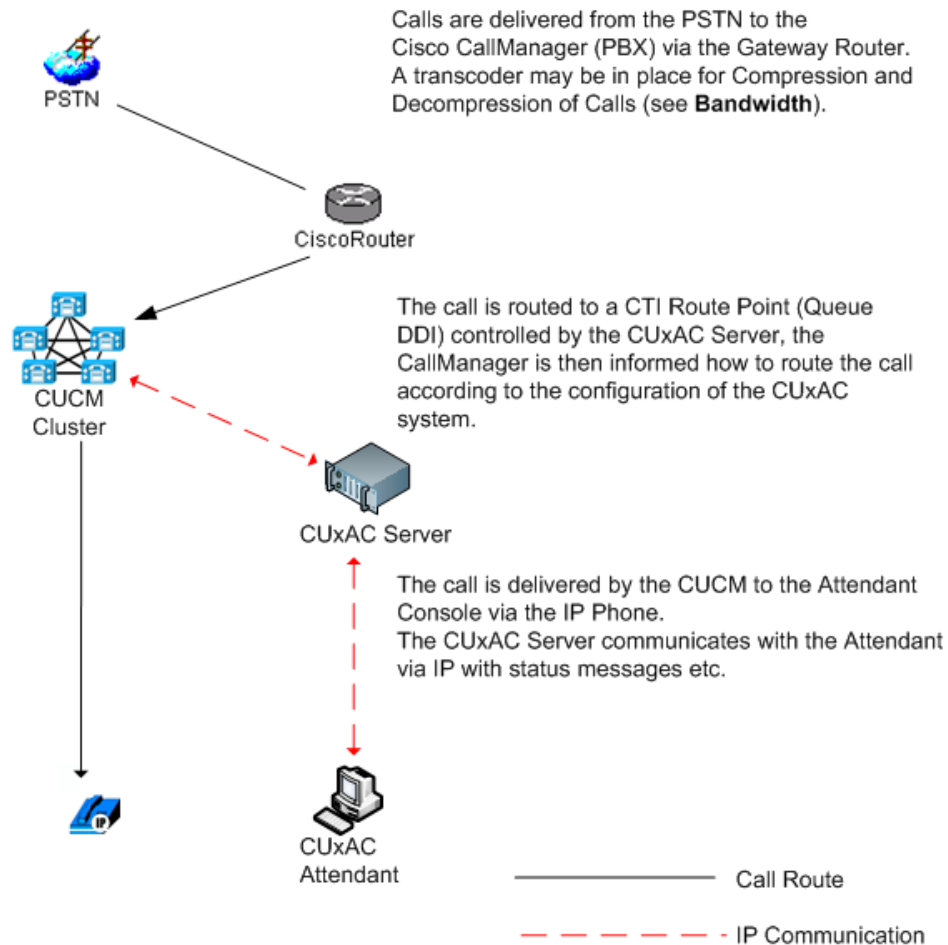 Calls are delivered from the PSTN to the
Cisco CallManager (PBX) via the Gateway Router.
A transcoder may be in place for Compression and
Decompression of Calls (see Bandwidth).
PSTN
CiscoRouter
The call is routed to a CTI Route Point (Queue
DDI) controlled by the CUxAC Server, the
CallManager is then informed how to route the call
according to the configuration of the CUxAC
system.
CUCM
Cluster
CUxAC Server
The call is delivered by the CUCM to the Attendant
Console via the IP Phone.
The CUxAC Server communicates with the Attendant
via IP with status messages etc.
IP
CUxAC
Attendant
Call Route
IP Communication